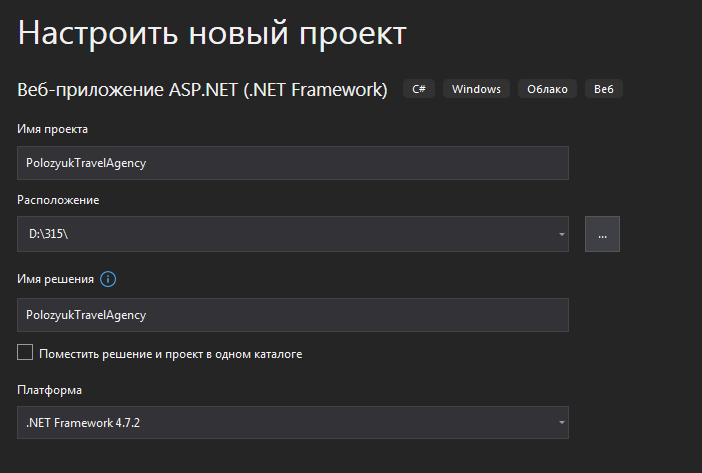 Настроить новый проект
Веб-приложение ASP.NET (.NET Framework) C# Windows Облако Веб
Имя проекта
PolozyukTravelAgency
Расположение
D:\315\
...
Имя решения
PolozyukTravelAgency
Поместить решение и проект в одном каталоге
Платформа
.NET Framework 4.7.2